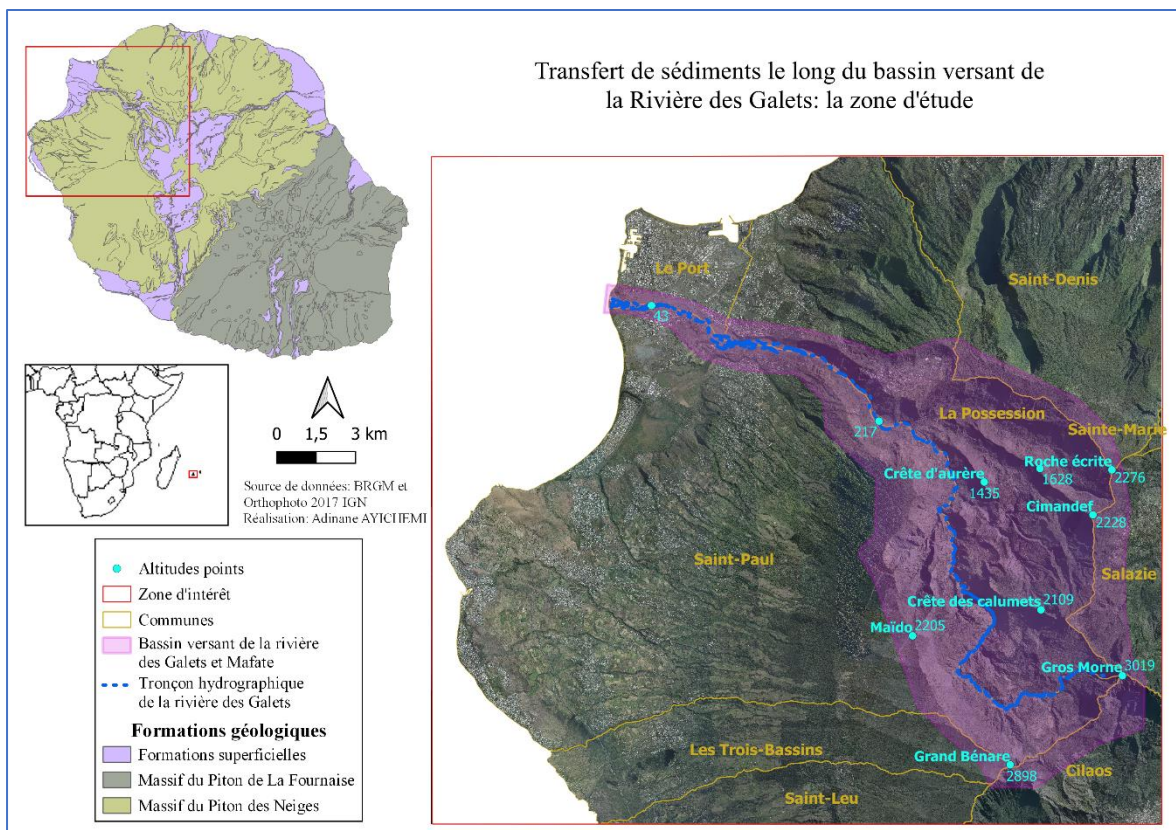 Transfert de sédiments le long du bassin versant de
la Rivière des Galets: la zone d'étude
0 1,5 3 km
Source de données: BRGM et
Orthophoto 2017 IGN
Réalisation: Adinane AYICHEMI
Altitudes points
Zone d'intérêt
Communes
Bassin versant de la rivière
des Galets et Mafate
Tronçon hydrographique
de la rivière des Galets
Formations géologiques
Formations superficielles
Massif du Piton de La Fournaise
Massif du Piton des Neiges
Le Port
Saint-Denis
43
La Possession
217
Sainte-Marie
Roche écrite
1628
2276
Crête d'aurère
1435
Cimandef
2228
Saint-Paul
Salazie
Crête des calumets
2109
Maïdo
2205
Gros Morne
3019
Les Trois-Bassins
Grand Bénare
2898
Cilaos
Saint-Leu